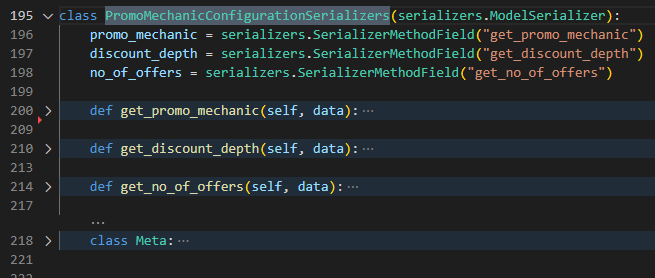 195 class PromoMechanicConfigurationSerializers(serializers.ModelSerializer):
196 promo_mechanic = serializers.SerializerMethodField("get_promo_mechanic")
197 discount_depth = serializers.SerializerMethodField("get_discount_depth")
198 no_of_offers = serializers.SerializerMethodField("get_no_of_offers")
199
200 def get_promo_mechanic(self, data):···
209
210 def get_discount_depth(self, data):···
213
214 def get_no_of_offers(self, data):···
217
···
218 class Meta:···
221